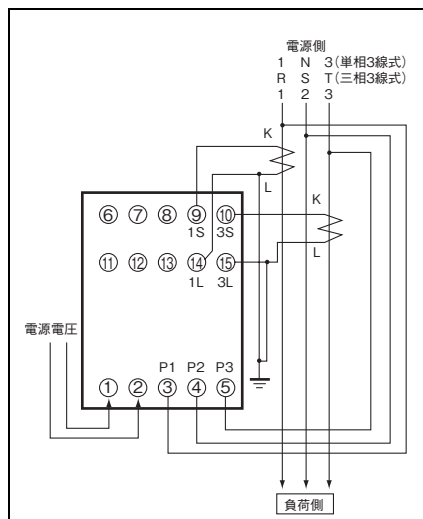 電源側
1 N 3(単相3線式)
R S T(三相3線式)
1 2 3
K
L
K
L
⑥ ⑦ ⑧ ⑨ ⑩
1S 3S
⑪ ⑫ ⑬ ⑭ ⑮
1L 3L
電源電圧
P1 P2 P3
① ② ③ ④ ⑤
負荷側